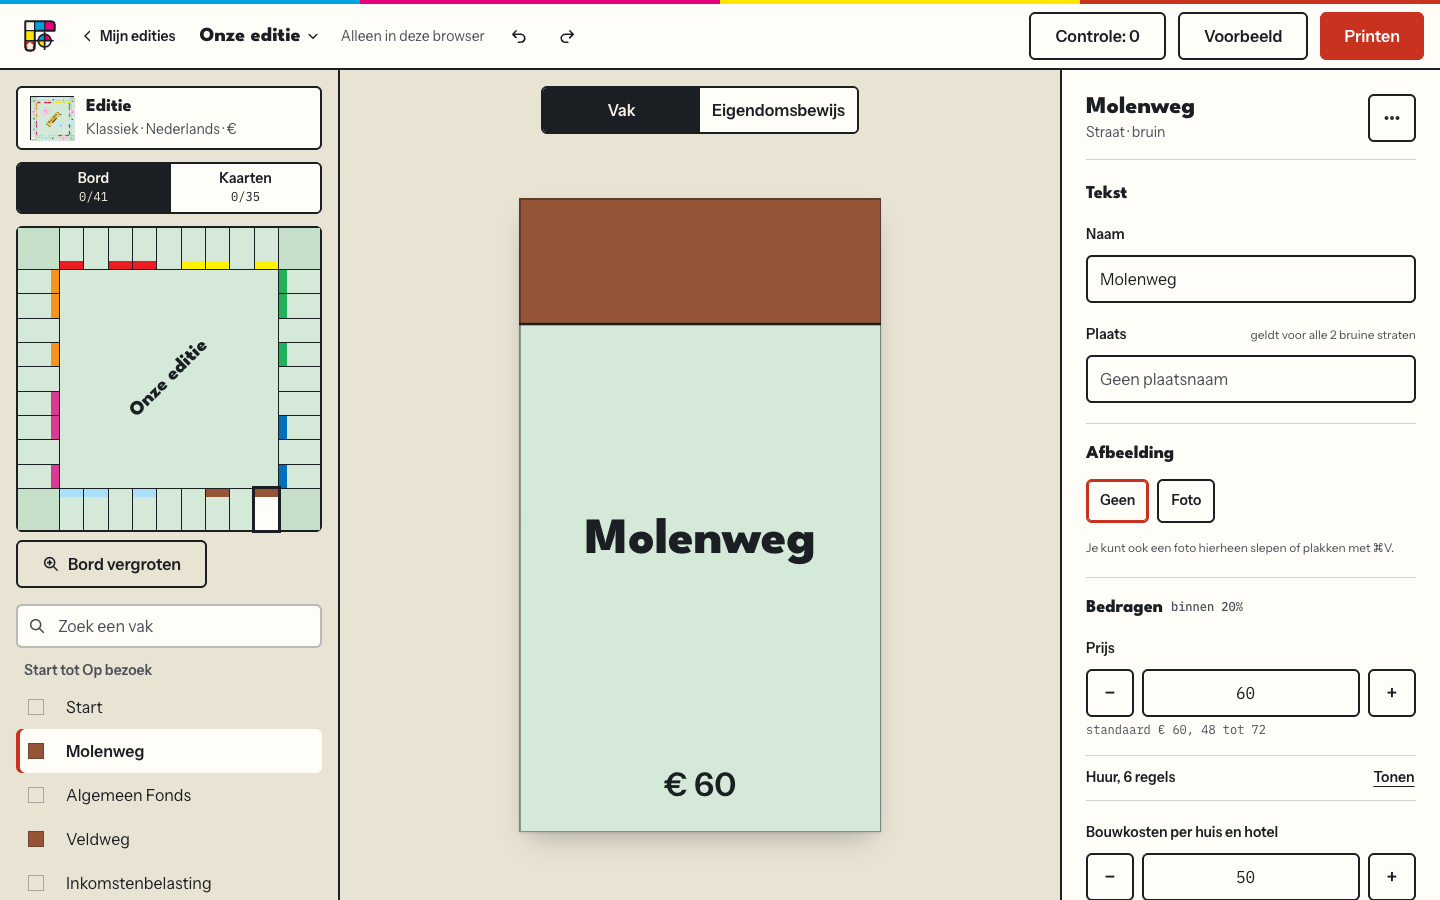 Mijn edities
Onze editie
Alleen in deze browser
Controle: 0
Voorbeeld
Printen
Editie
Klassiek · Nederlands · €
Bord
0/41
Kaarten
0/35
Onze editie
Bord vergroten
Zoek een vak
Start tot Op bezoek
Start
Molenweg
Algemeen Fonds
Veldweg
Inkomstenbelasting
Vak
Eigendomsbewijs
Molenweg
€ 60
Molenweg
Straat · bruin
Tekst
Naam
Molenweg
Plaats
geldt voor alle 2 bruine straten
Geen plaatsnaam
Afbeelding
Geen
Foto
Je kunt ook een foto hierheen slepen of plakken met ⌘V.
Bedragen binnen 20%
Prijs
− 60 +
standaard € 60, 48 tot 72
Huur, 6 regels
Tonen
Bouwkosten per huis en hotel
− 50 +